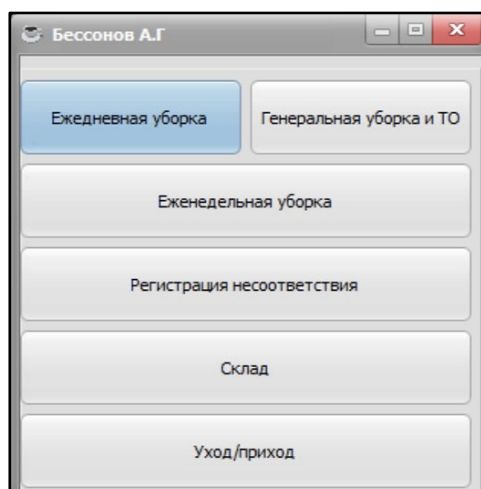 Бессонов А.Г
Ежедневная уборка
Генеральная уборка и ТО
Еженедельная уборка
Регистрация несоответствия
Склад
Уход/приход